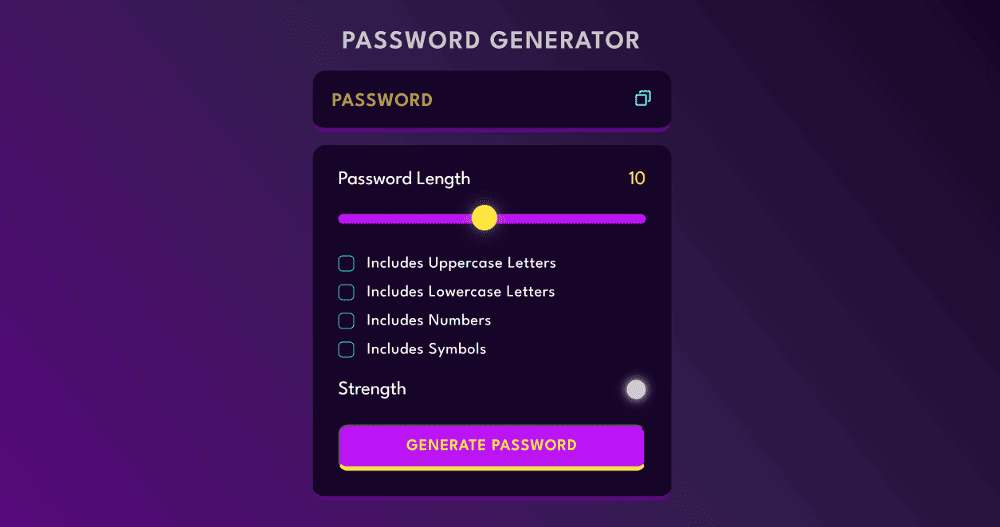 PASSWORD GENERATOR
PASSWORD
Password Length 10
Includes Uppercase Letters
Includes Lowercase Letters
Includes Numbers
Includes Symbols
Strength
GENERATE PASSWORD